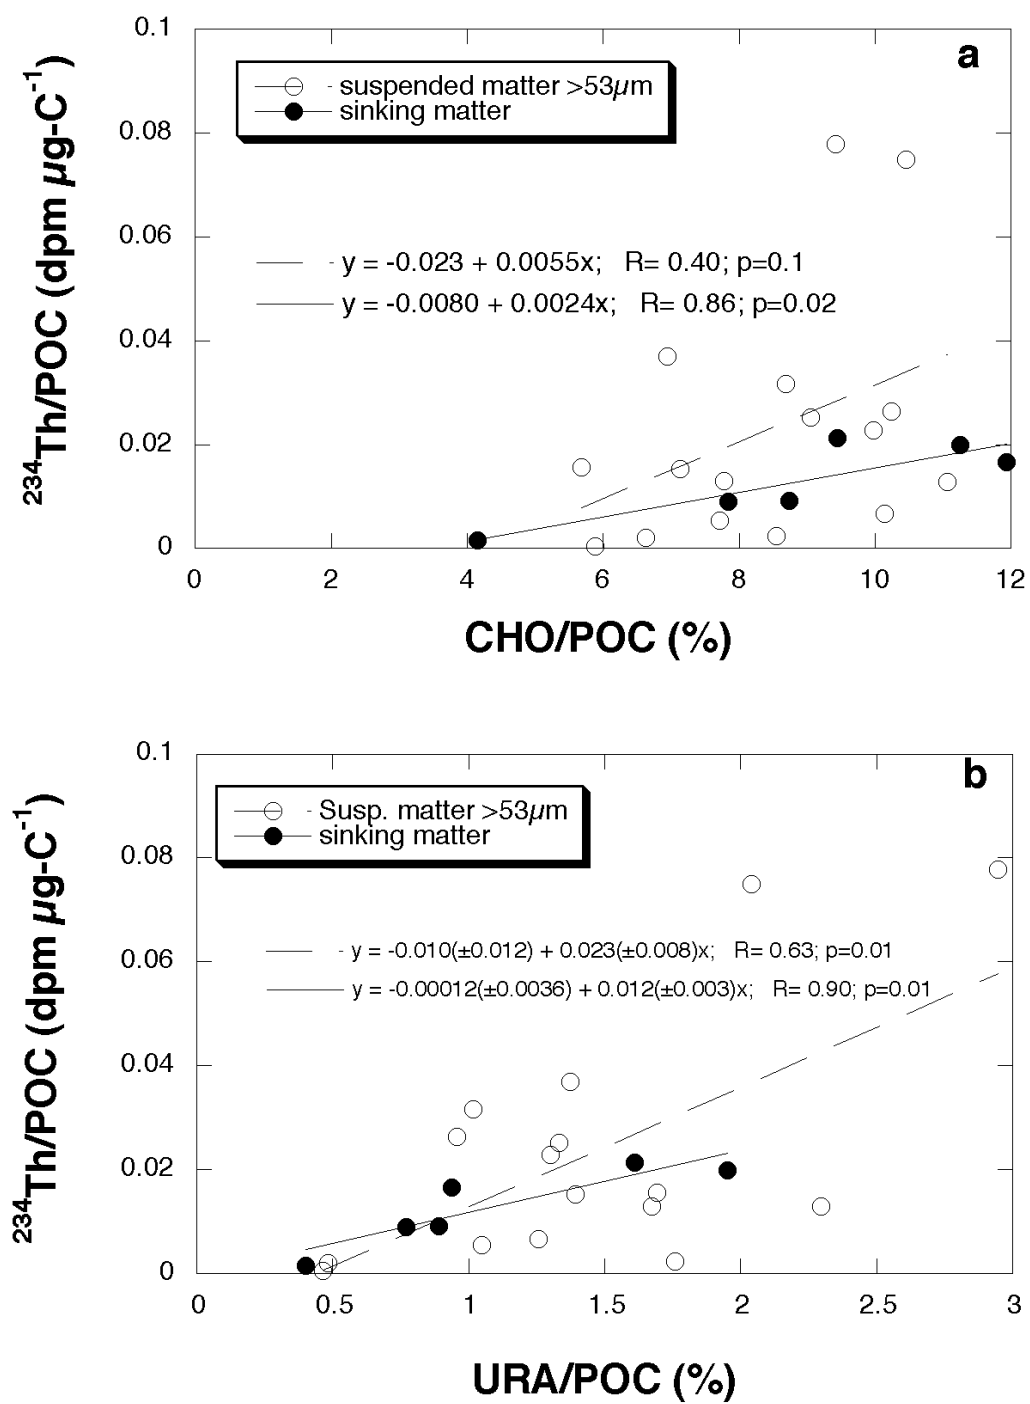 a
suspended matter >53µm
sinking matter
y = -0.023 + 0.0055x; R= 0.40; p=0.1
y = -0.0080 + 0.0024x; R= 0.86; p=0.02
0.1
0.08
0.06
0.04
0.02
0
0 2 4 6 8 10 12
²³⁴Th/POC (dpm µg-C⁻¹)
CHO/POC (%)
b
Susp. matter >53µm
sinking matter
y = -0.010(±0.012) + 0.023(±0.008)x; R= 0.63; p=0.01
y = -0.00012(±0.0036) + 0.012(±0.003)x; R= 0.90; p=0.01
0.1
0.08
0.06
0.04
0.02
0
0 0.5 1 1.5 2 2.5 3
²³⁴Th/POC (dpm µg-C⁻¹)
URA/POC (%)